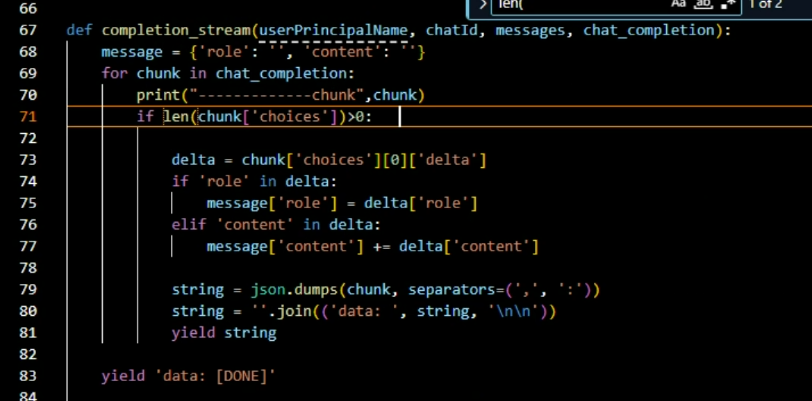 len(
Aa ab .* 1 of 2
66
67 def completion_stream(userPrincipalName, chatId, messages, chat_completion):
68 message = {'role': '', 'content': ''}
69 for chunk in chat_completion:
70 print("-------------chunk",chunk)
71 if len(chunk['choices'])>0:
72
73 delta = chunk['choices'][0]['delta']
74 if 'role' in delta:
75 message['role'] = delta['role']
76 elif 'content' in delta:
77 message['content'] += delta['content']
78
79 string = json.dumps(chunk, separators=(',', ':'))
80 string = ''.join(('data: ', string, '\n\n'))
81 yield string
82
83 yield 'data: [DONE]'
84